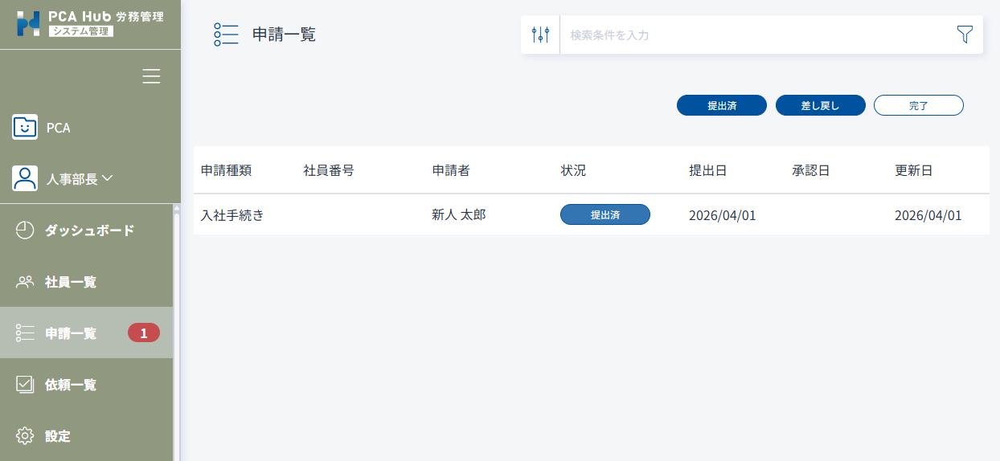 PCA Hub 労務管理
システム管理
PCA
人事部長
ダッシュボード
社員一覧
申請一覧 1
依頼一覧
設定
申請一覧
検索条件を入力
提出済 差し戻し 完了
申請種類 社員番号 申請者 状況 提出日 承認日 更新日
入社手続き 新人 太郎 提出済 2026/04/01 2026/04/01